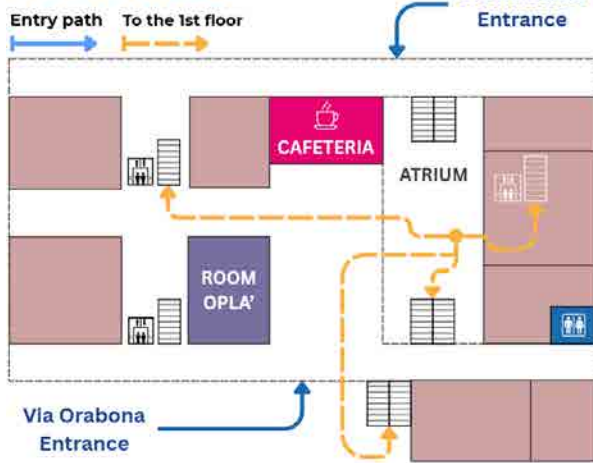 Entry path
To the 1st floor
Entrance
CAFETERIA
ATRIUM
ROOM
OPLA'
Via Orabona
Entrance